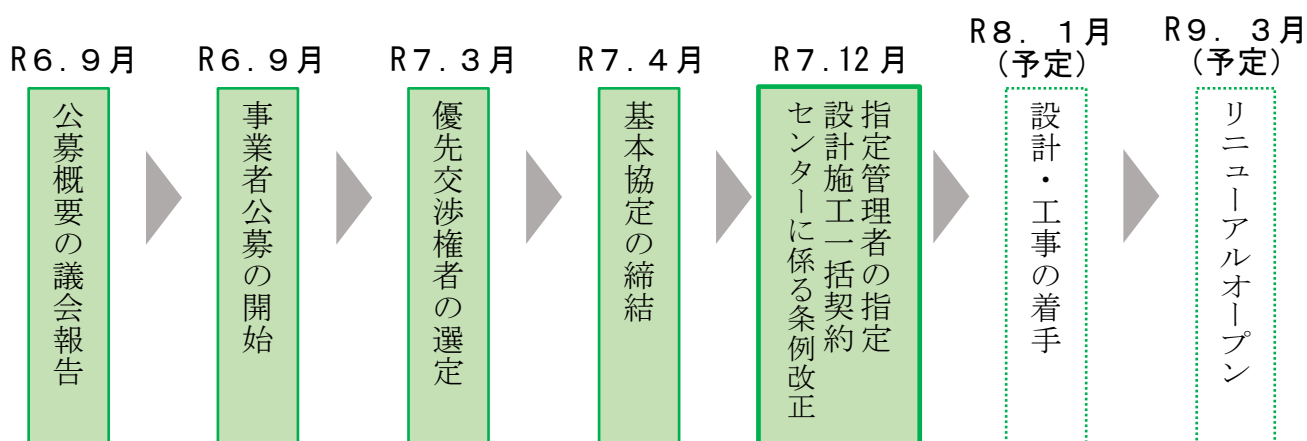 R6．9月
公募概要の議会報告
R6．9月
事業者公募の開始
R7．3月
優先交渉権者の選定
R7．4月
基本協定の締結
R7．12月
指定管理者の指定
設計施工一括契約
センターに係る条例改正
R8．1月
(予定)
設計・工事の着手
R9．3月
(予定)
リニューアルオープン